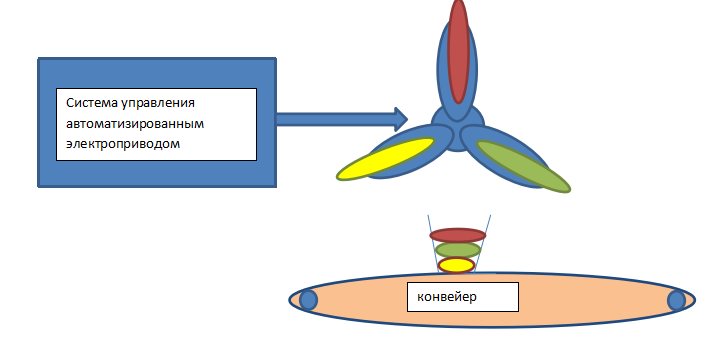 Система управления
автоматизированным
электроприводом
конвейер